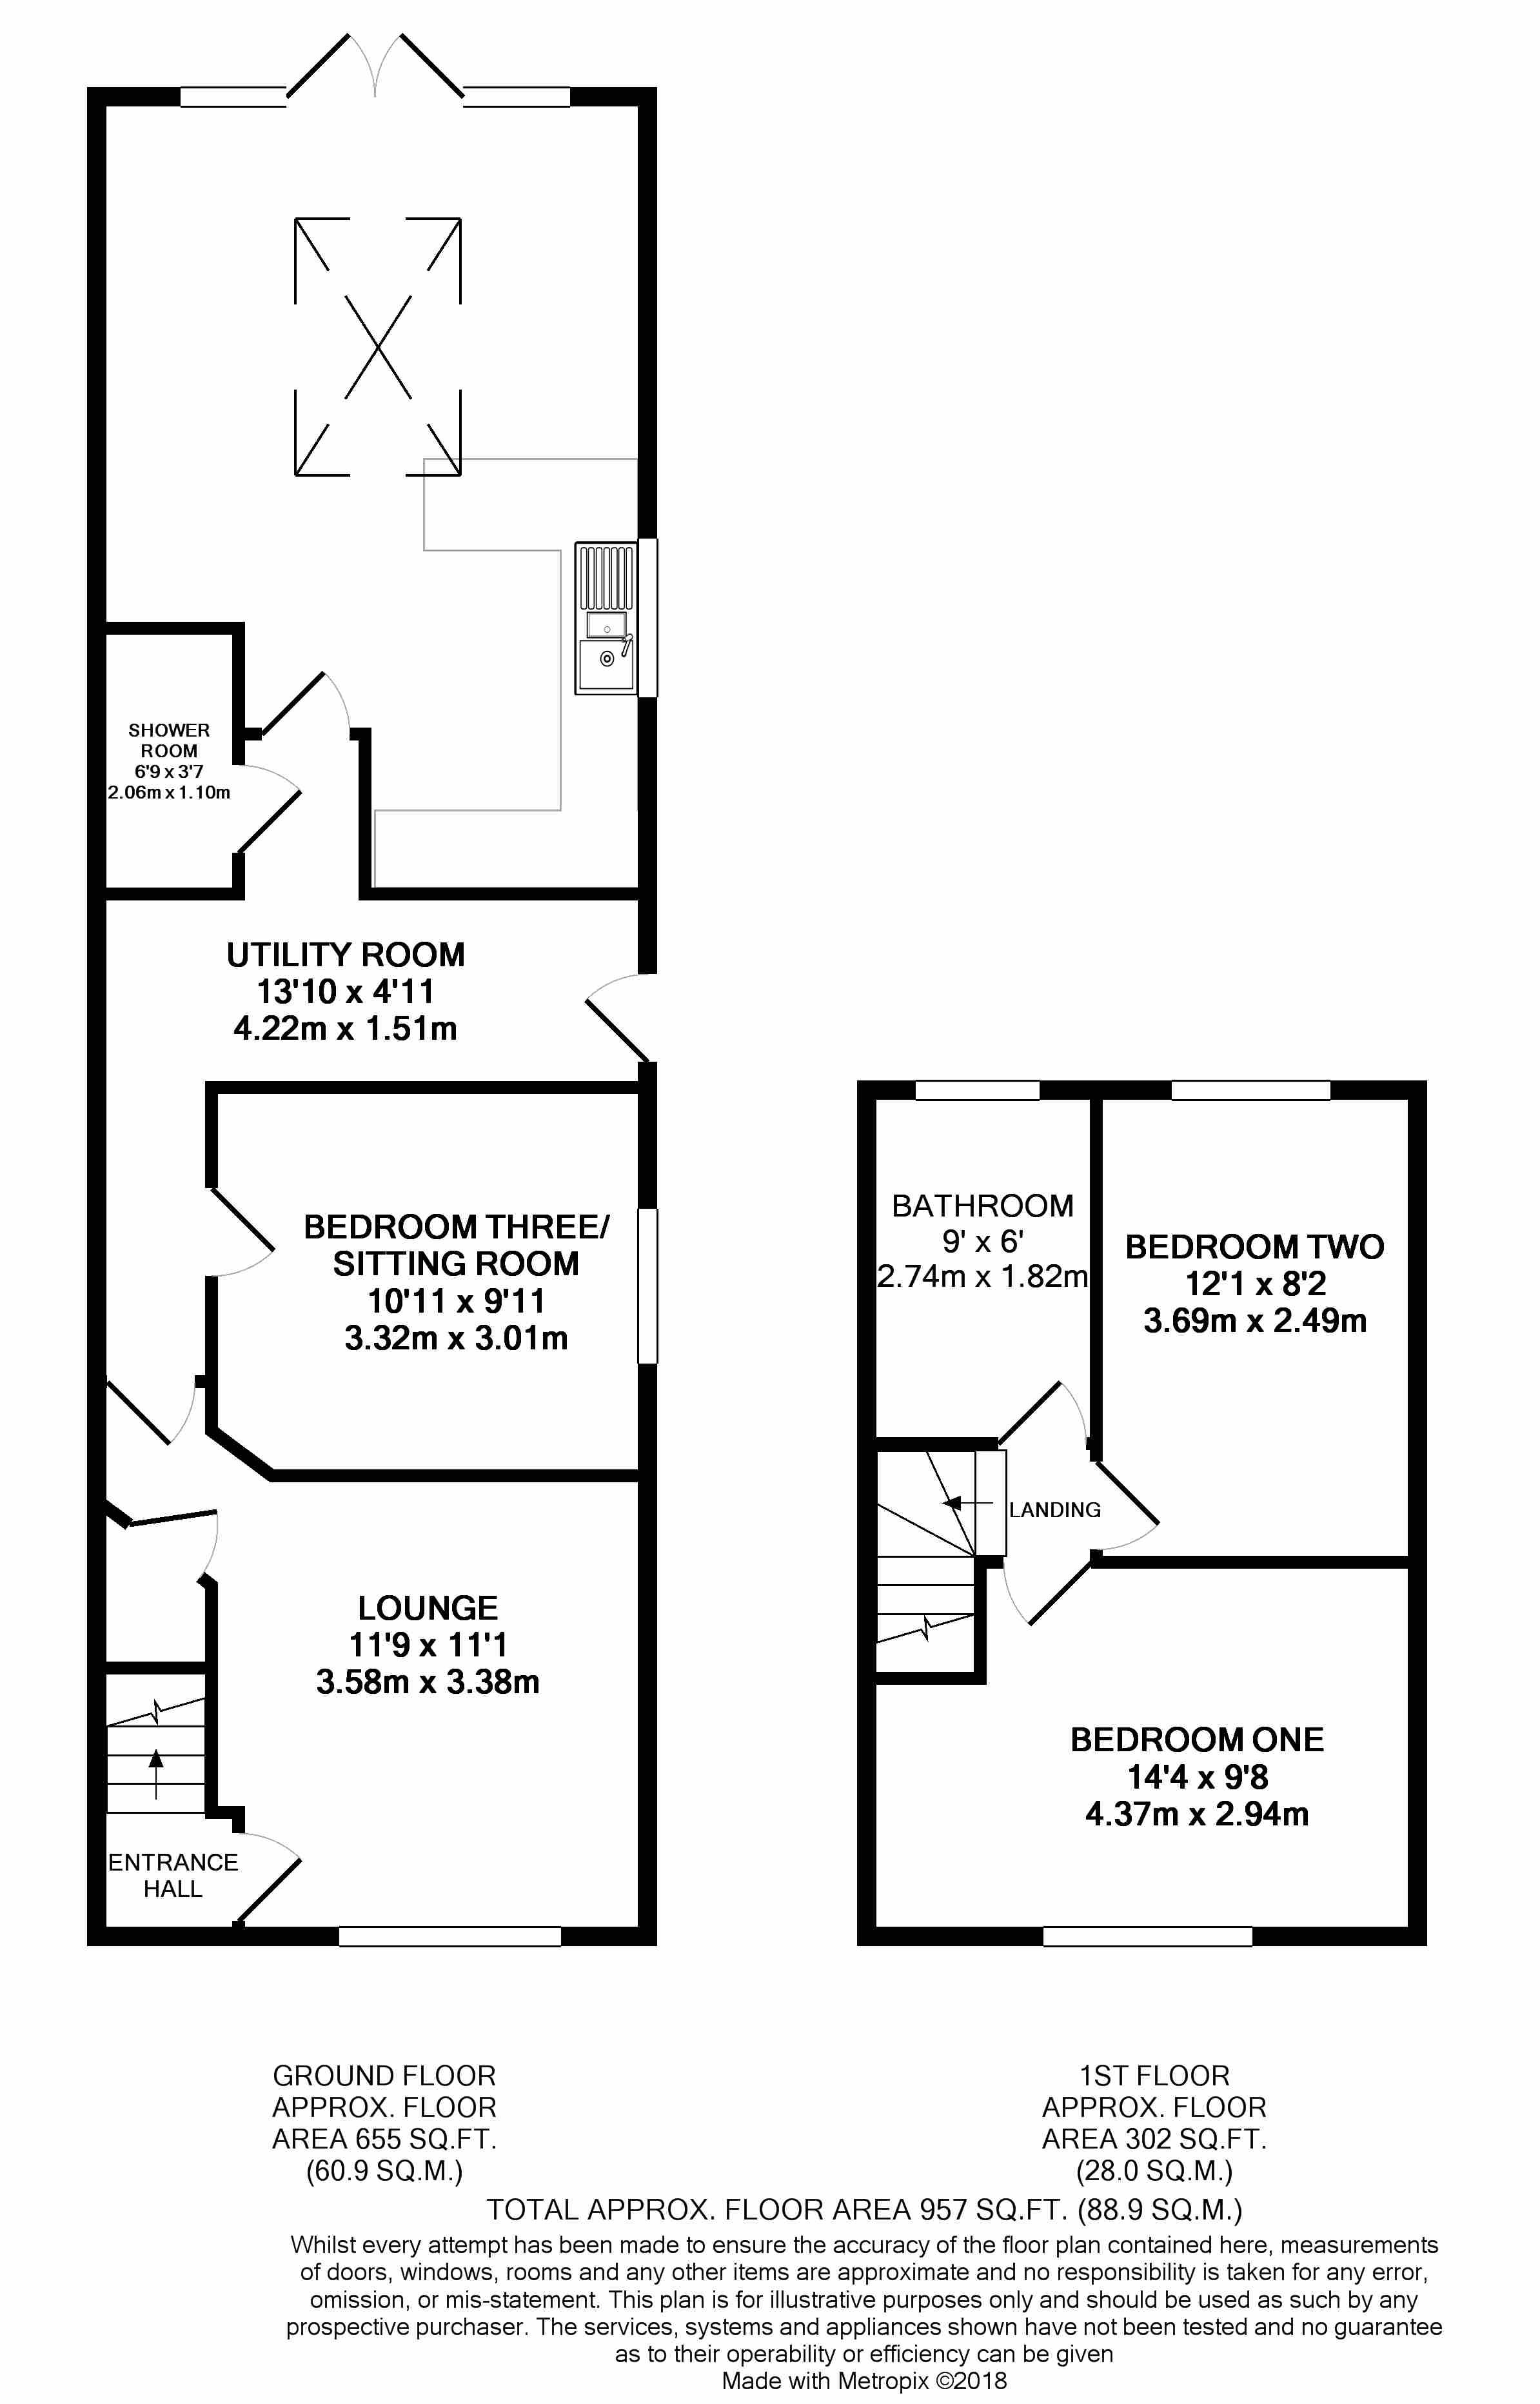 SHOWER
ROOM
6'9 x 3'7
2.06m x 1.10m
UTILITY ROOM
13'10 x 4'11
4.22m x 1.51m
BEDROOM THREE/
SITTING ROOM
10'11 x 9'11
3.32m x 3.01m
LOUNGE
11'9 x 11'1
3.58m x 3.38m
ENTRANCE
HALL
BATHROOM
9' x 6'
2.74m x 1.82m
BEDROOM TWO
12'1 x 8'2
3.69m x 2.49m
LANDING
BEDROOM ONE
14'4 x 9'8
4.37m x 2.94m
GROUND FLOOR
APPROX. FLOOR
AREA 655 SQ.FT.
(60.9 SQ.M.)
1ST FLOOR
APPROX. FLOOR
AREA 302 SQ.FT.
(28.0 SQ.M.)
TOTAL APPROX. FLOOR AREA 957 SQ.FT. (88.9 SQ.M.)
Whilst every attempt has been made to ensure the accuracy of the floor plan contained here, measurements
of doors, windows, rooms and any other items are approximate and no responsibility is taken for any error,
omission, or mis-statement. This plan is for illustrative purposes only and should be used as such by any
prospective purchaser. The services, systems and appliances shown have not been tested and no guarantee
as to their operability or efficiency can be given
Made with Metropix ©2018